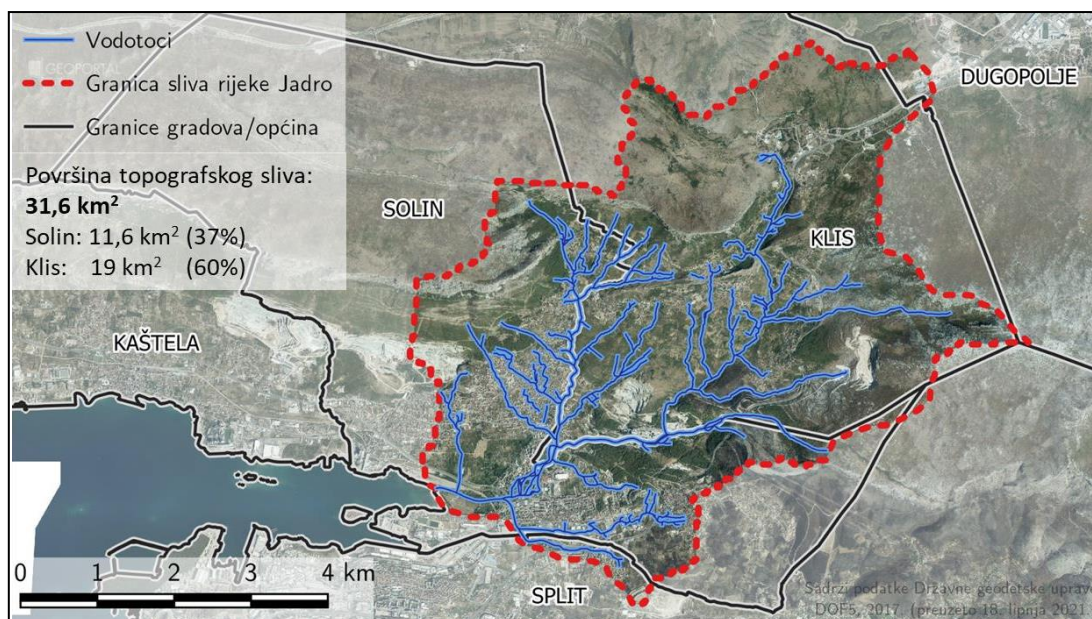 Vodotoci
GEOPORTAL
Granica sliva rijeke Jadro
Granice gradova/općina
Površina topografskog sliva:
31,6 km²
Solin: 11,6 km² (37%)
Klis: 19 km² (60%)
DUGOPOLJE
SOLIN
KLIS
KAŠTELA
0 1 2 3 4 km
SPLIT
Sadrži podatke Državne geodetske uprave
DOF5, 2017. (preuzeto 18. lipnja 2021.